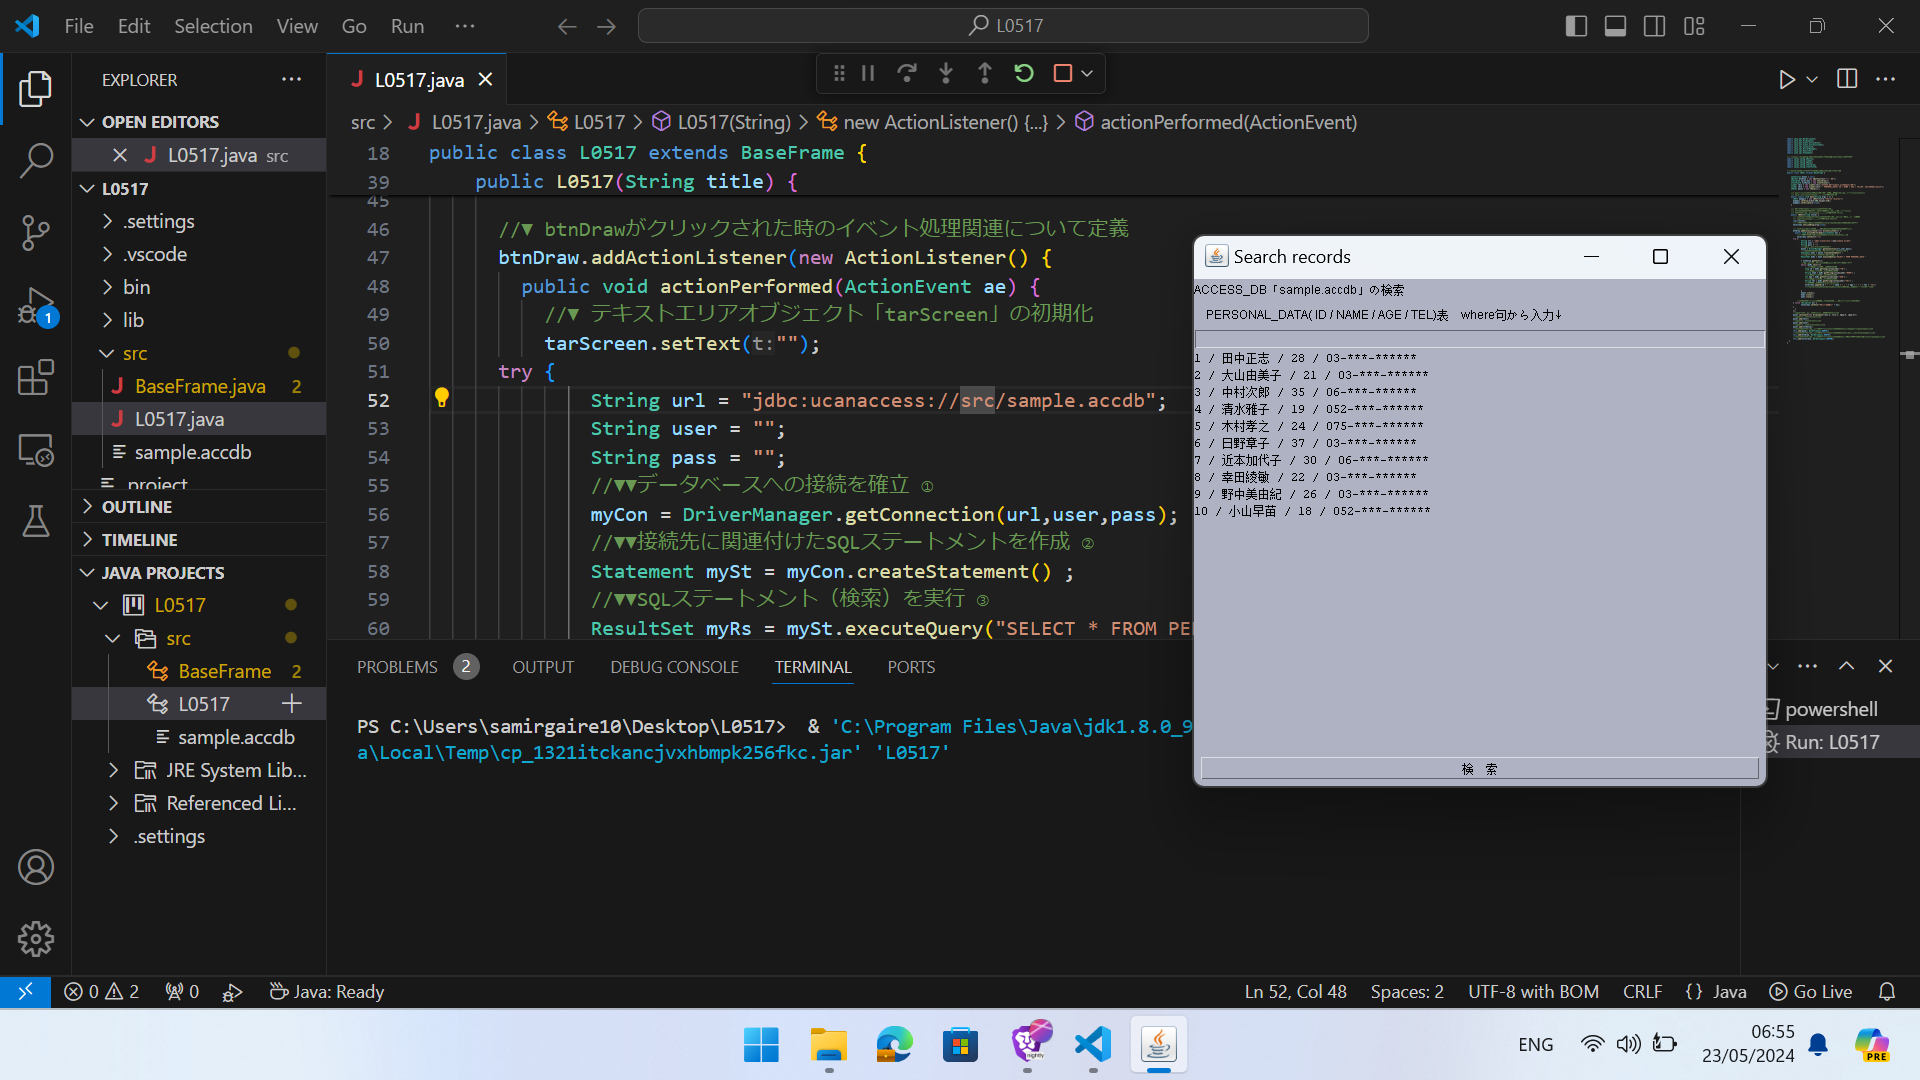 File Edit Selection View Go Run ···
L0517
EXPLORER
L0517.java
OPEN EDITORS
L0517.java src
L0517
.settings
.vscode
bin
lib
src
BaseFrame.java 2
L0517.java
sample.accdb
.project
OUTLINE
TIMELINE
JAVA PROJECTS
L0517
src
BaseFrame 2
L0517
sample.accdb
JRE System Lib...
Referenced Li...
.settings
1
src > L0517.java > L0517 > L0517(String) > new ActionListener() {...} > actionPerformed(ActionEvent)
18 public class L0517 extends BaseFrame {
39 public L0517(String title) {
45
46 //▼ btnDrawがクリックされた時のイベント処理関連について定義
47 btnDraw.addActionListener(new ActionListener() {
48 public void actionPerformed(ActionEvent ae) {
49 //▼ テキストエリアオブジェクト「tarScreen」の初期化
50 tarScreen.setText(t:"");
51 try {
52 String url = "jdbc:ucanaccess://src/sample.accdb";
53 String user = "";
54 String pass = "";
55 //▼▼データベースへの接続を確立 ①
56 myCon = DriverManager.getConnection(url,user,pass);
57 //▼▼接続先に関連付けたSQLステートメントを作成 ②
58 Statement mySt = myCon.createStatement() ;
59 //▼▼SQLステートメント（検索）を実行 ③
60 ResultSet myRs = mySt.executeQuery("SELECT * FROM PE
Search records
ACCESS_DB「sample.accdb」の検索
PERSONAL_DATA( ID / NAME / AGE / TEL)表　where句から入力↓
1 / 田中正志 / 28 / 03-***-******
2 / 大山由美子 / 21 / 03-***-******
3 / 中村次郎 / 35 / 06-***-******
4 / 清水雅子 / 19 / 052-***-******
5 / 木村孝之 / 24 / 075-***-******
6 / 日野章子 / 37 / 03-***-******
7 / 近本加代子 / 30 / 06-***-******
8 / 幸田綾敏 / 22 / 03-***-******
9 / 野中美由紀 / 26 / 03-***-******
10 / 小山早苗 / 18 / 052-***-******
検　索
PROBLEMS 2 OUTPUT DEBUG CONSOLE TERMINAL PORTS
PS C:\Users\samirgaire10\Desktop\L0517> & 'C:\Program Files\Java\jdk1.8.0_9
a\Local\Temp\cp_1321itckancjvxhbmpk256fkc.jar' 'L0517'
powershell
Run: L0517
0 2 0 Java: Ready
Ln 52, Col 48 Spaces: 2 UTF-8 with BOM CRLF {} Java Go Live
nightly
ENG
06:55
23/05/2024
PRE